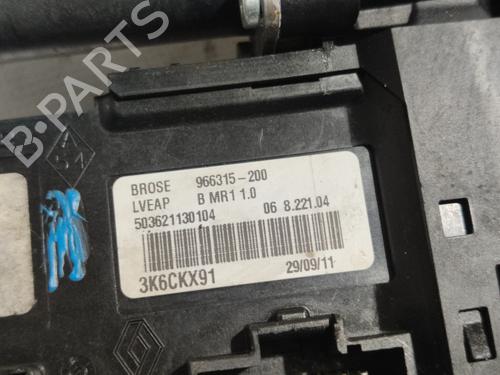 BROSE 966315-200
LVEAP B MR1 1.0
503621130104 06 8.221.04
3K6CKX91 29/09/11
B-PARTS